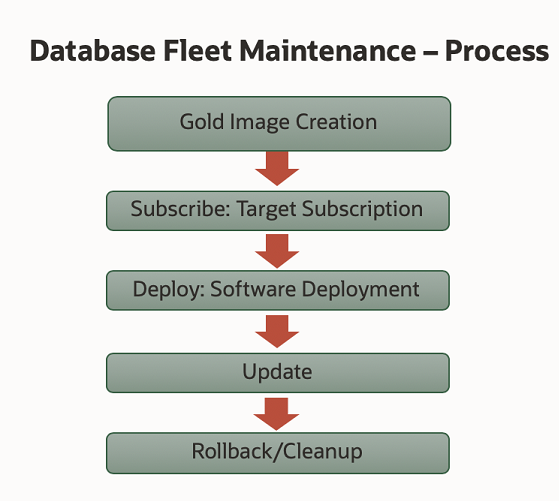 Database Fleet Maintenance – Process
Gold Image Creation
Subscribe: Target Subscription
Deploy: Software Deployment
Update
Rollback/Cleanup